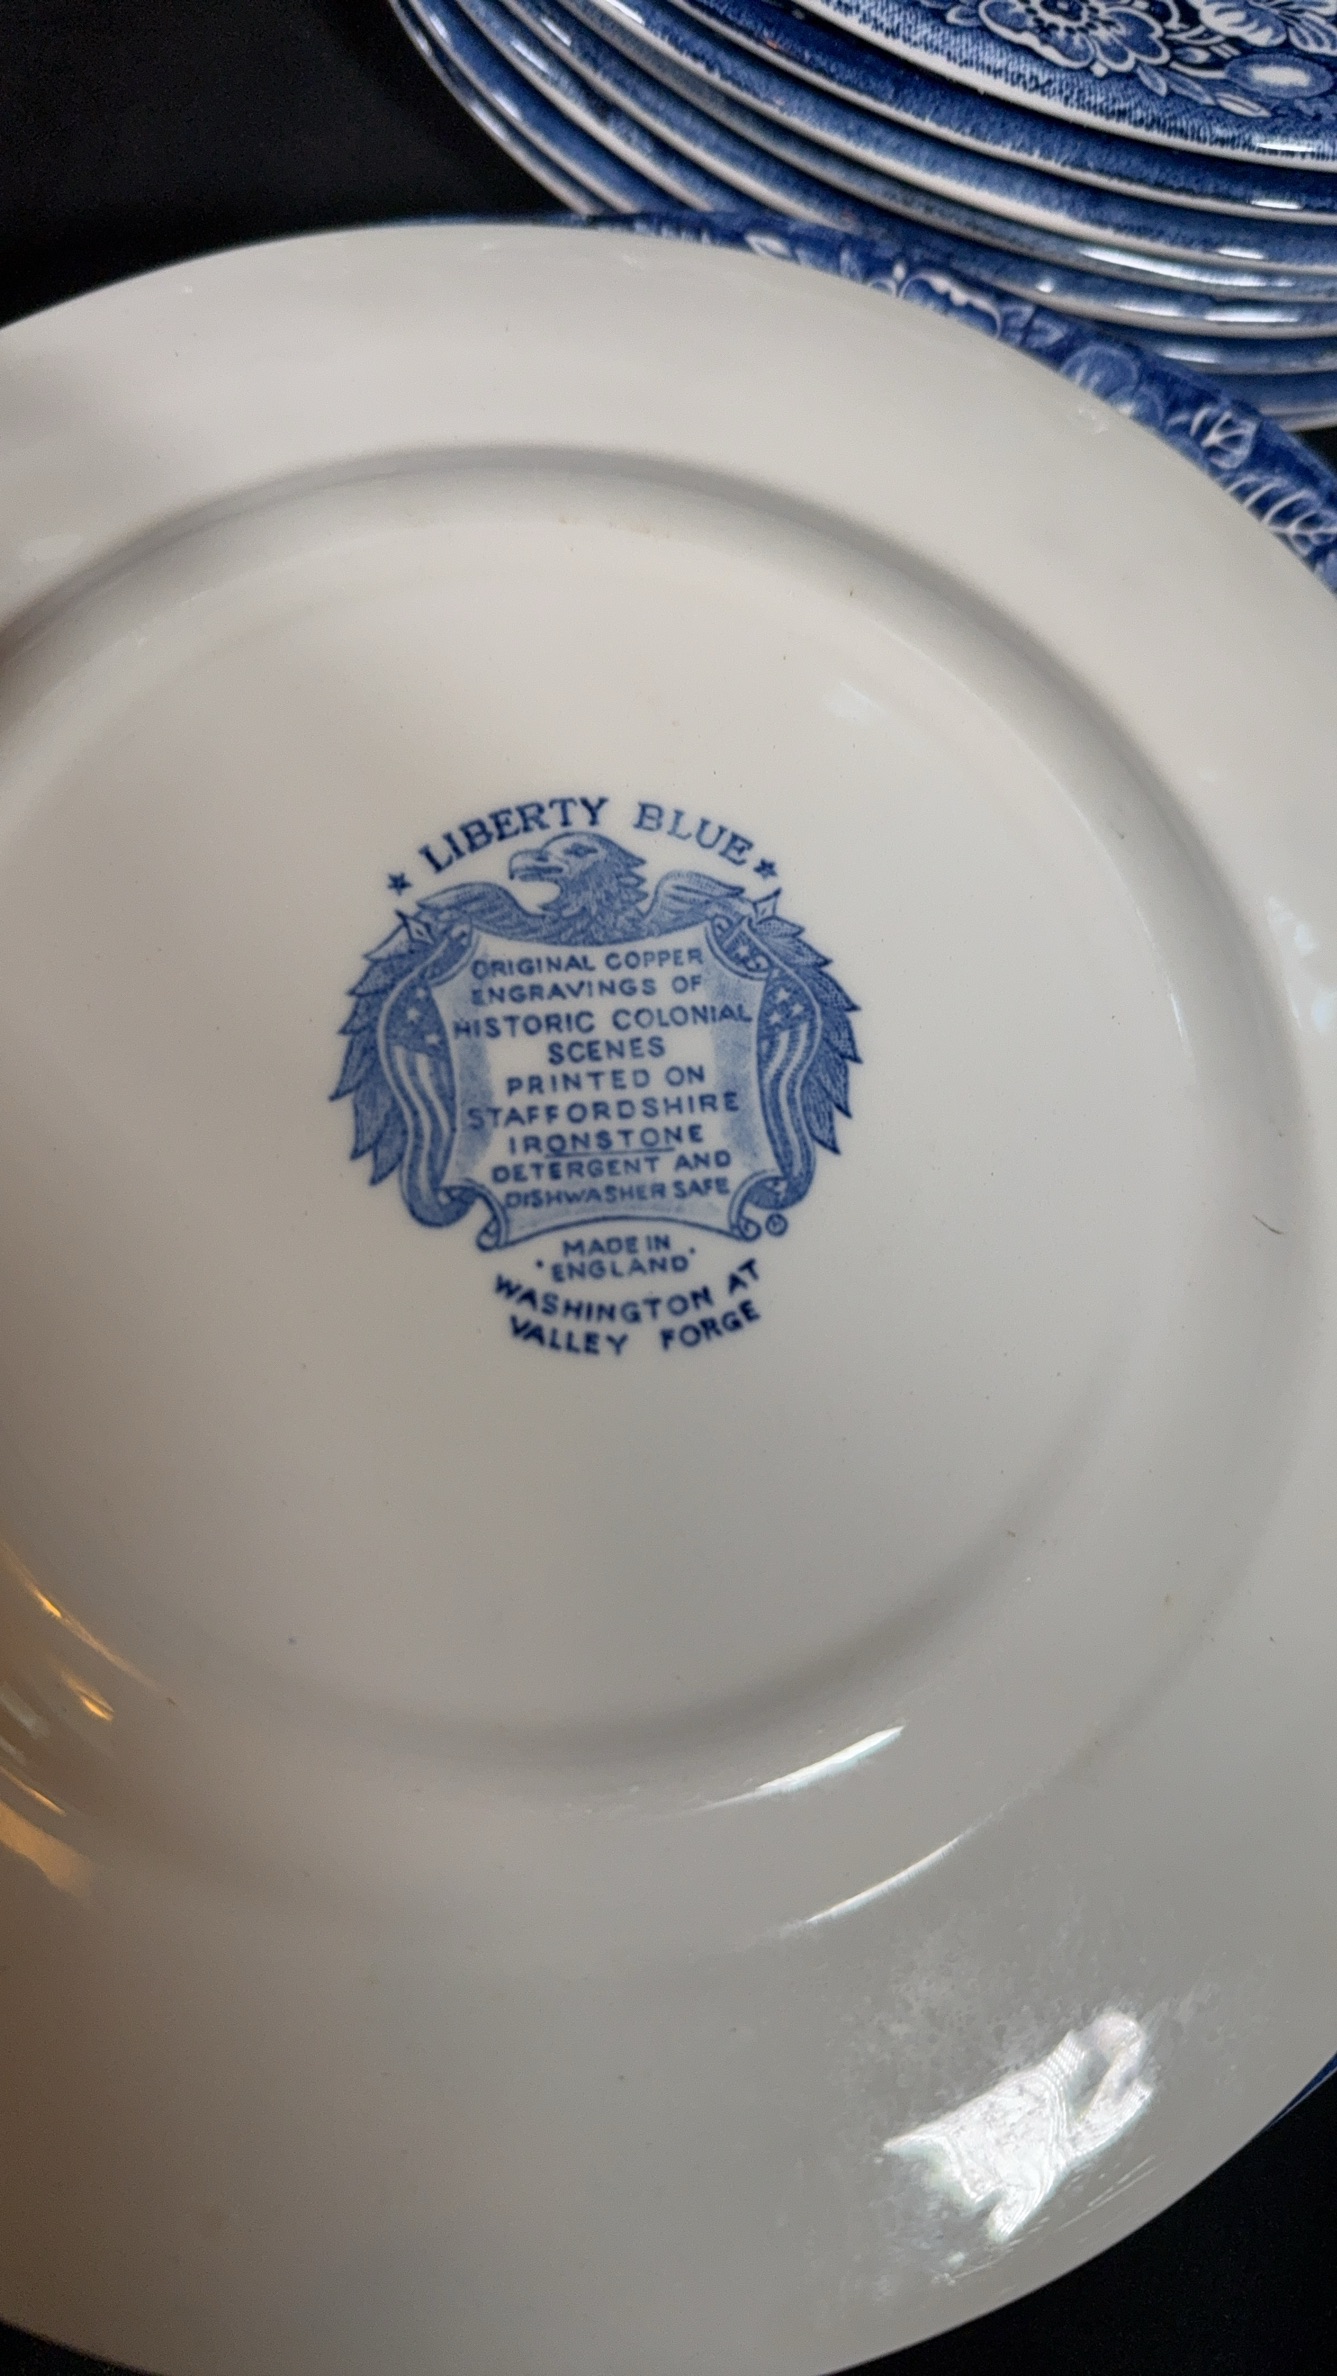 ★ LIBERTY BLUE ★
ORIGINAL COPPER
ENGRAVINGS OF
HISTORIC COLONIAL
SCENES
PRINTED ON
STAFFORDSHIRE
IRONSTONE
DETERGENT AND
DISHWASHER SAFE
®
MADE IN
• ENGLAND •
WASHINGTON AT
VALLEY FORGE